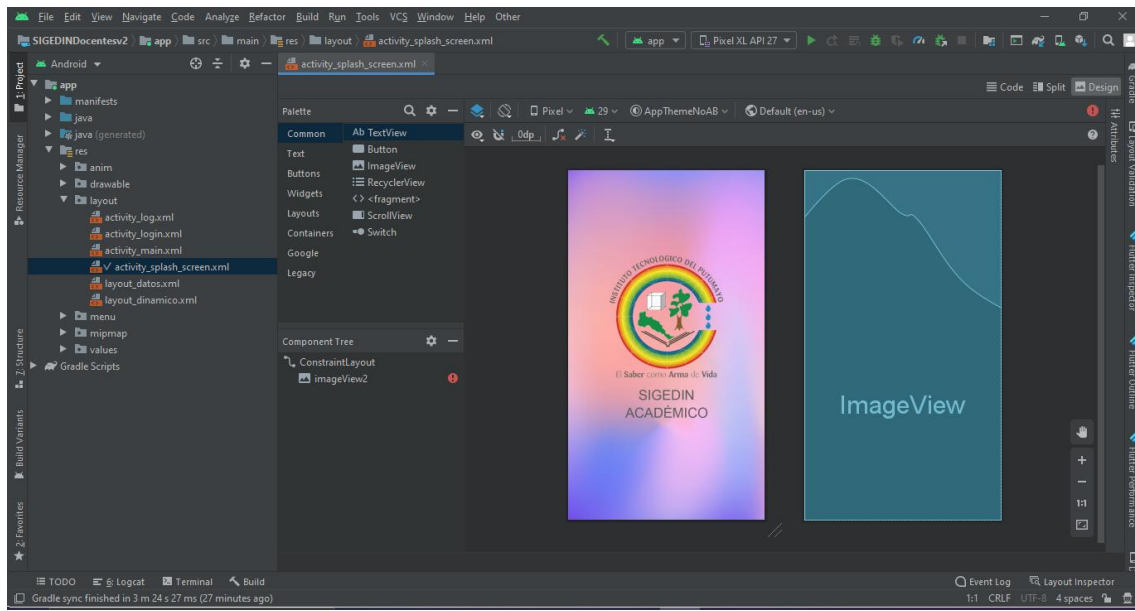 File Edit View Navigate Code Analyze Refactor Build Run Tools VCS Window Help Other
SIGEDINDocentesv2 app src main res layout activity_splash_screen.xml
app Pixel XL API 27
1: Project
Android
activity_splash_screen.xml
Code Split Design
app
manifests
java
java (generated)
res
anim
drawable
layout
activity_log.xml
activity_login.xml
activity_main.xml
activity_splash_screen.xml
layout_datos.xml
layout_dinamico.xml
menu
mipmap
values
Gradle Scripts
Resource Manager
Z: Structure
Build Variants
2: Favorites
Palette
Common
Text
Buttons
Widgets
Layouts
Containers
Google
Legacy
Ab TextView
Button
ImageView
RecyclerView
<> <fragment>
ScrollView
Switch
Component Tree
ConstraintLayout
imageView2
Pixel 29 AppThemeNoAB Default (en-us)
0dp
INSTITUTO TECNOLOGICO DEL PUTUMAYO
El Saber como Arma de Vida
SIGEDIN
ACADÉMICO
ImageView
1:1
Attributes
Gradle
Layout Validation
Flutter Inspector
Flutter Outline
Flutter Performance
TODO 6: Logcat Terminal Build
Event Log Layout Inspector
Gradle sync finished in 3 m 24 s 27 ms (27 minutes ago)
1:1 CRLF UTF-8 4 spaces